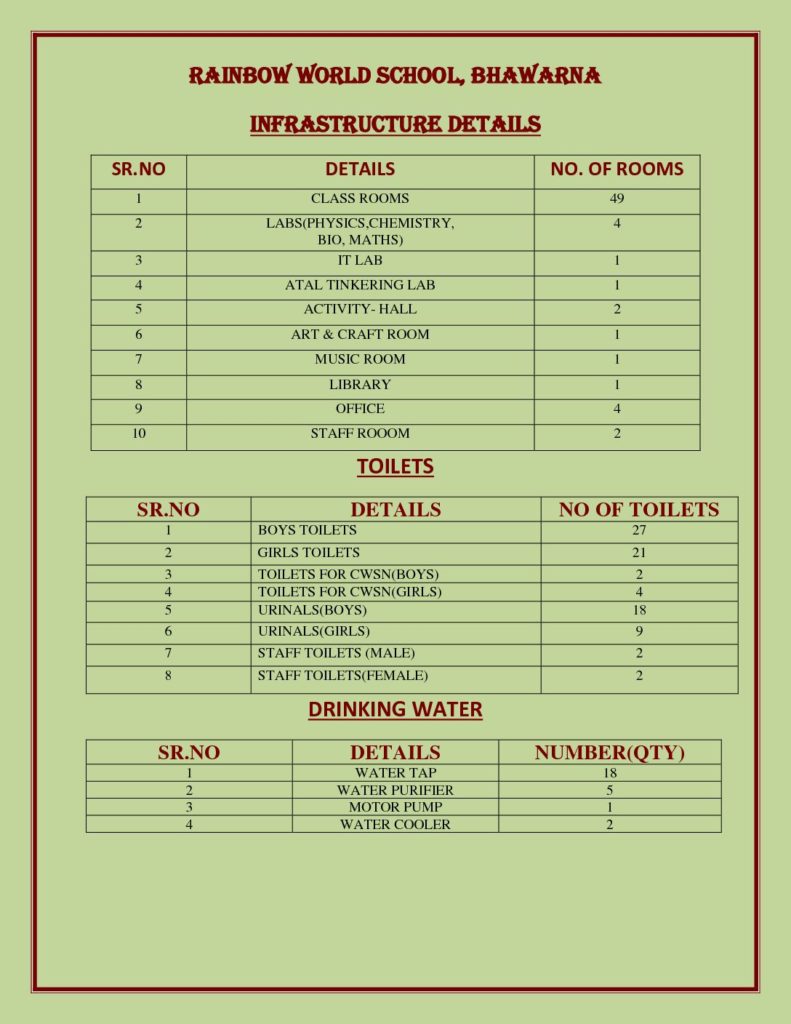 RAINBOW WORLD SCHOOL, BHAWARNA
INFRASTRUCTURE DETAILS
SR.NO DETAILS NO. OF ROOMS
1 CLASS ROOMS 49
2 LABS(PHYSICS,CHEMISTRY, 4
BIO, MATHS)
3 IT LAB 1
4 ATAL TINKERING LAB 1
5 ACTIVITY- HALL 2
6 ART & CRAFT ROOM 1
7 MUSIC ROOM 1
8 LIBRARY 1
9 OFFICE 4
10 STAFF ROOOM 2
TOILETS
SR.NO DETAILS NO OF TOILETS
1 BOYS TOILETS 27
2 GIRLS TOILETS 21
3 TOILETS FOR CWSN(BOYS) 2
4 TOILETS FOR CWSN(GIRLS) 4
5 URINALS(BOYS) 18
6 URINALS(GIRLS) 9
7 STAFF TOILETS (MALE) 2
8 STAFF TOILETS(FEMALE) 2
DRINKING WATER
SR.NO DETAILS NUMBER(QTY)
1 WATER TAP 18
2 WATER PURIFIER 5
3 MOTOR PUMP 1
4 WATER COOLER 2